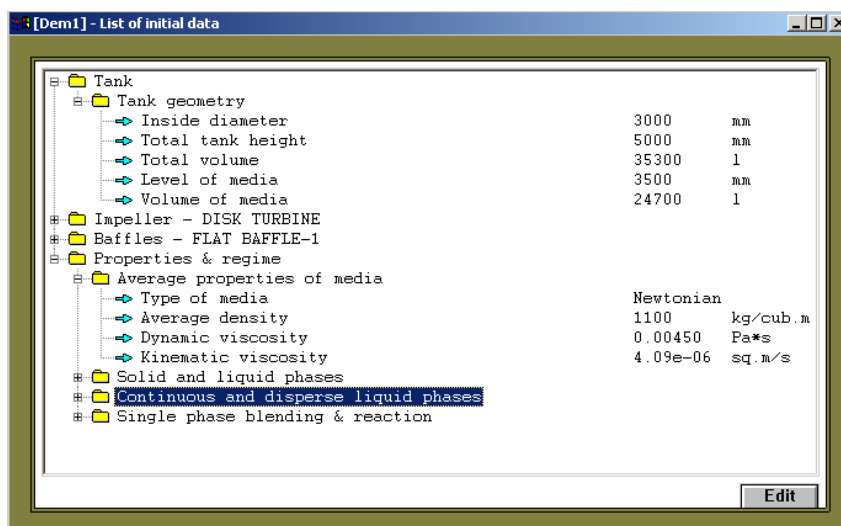 [Dem1] - List of initial data
Tank
Tank geometry
Inside diameter 3000 mm
Total tank height 5000 mm
Total volume 35300 l
Level of media 3500 mm
Volume of media 24700 l
Impeller - DISK TURBINE
Baffles - FLAT BAFFLE-1
Properties & regime
Average properties of media
Type of media Newtonian
Average density 1100 kg/cub.m
Dynamic viscosity 0.00450 Pa*s
Kinematic viscosity 4.09e-06 sq.m/s
Solid and liquid phases
Continuous and disperse liquid phases
Single phase blending & reaction
Edit